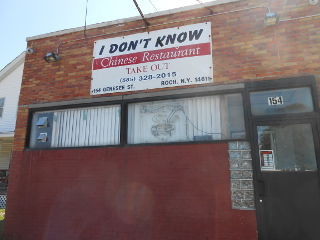 I DON'T KNOW
Chinese Restaurant
TAKE OUT
(585) 328-2015
154 GENESEE ST. ROCH. N.Y. 14611
154